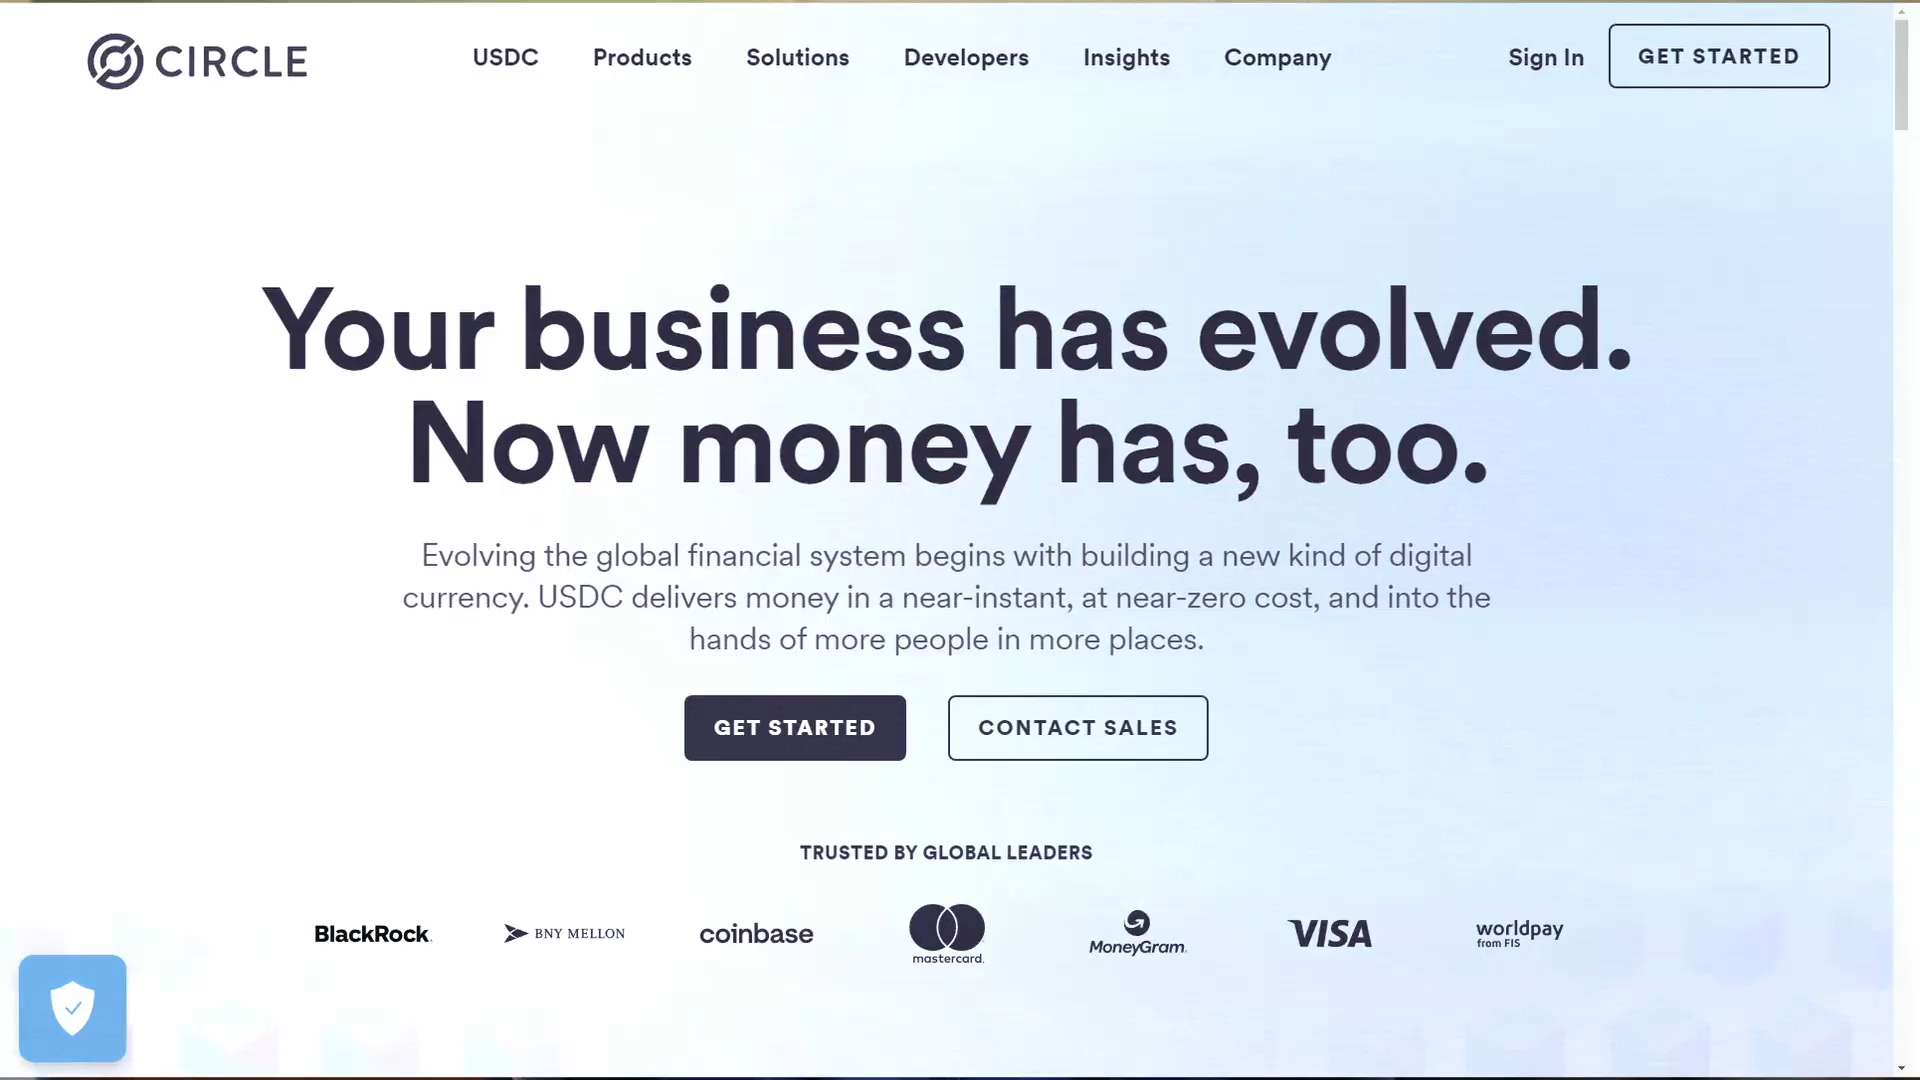 CIRCLE
USDC Products Solutions Developers Insights Company
Sign In GET STARTED
Your business has evolved.
Now money has, too.
Evolving the global financial system begins with building a new kind of digital
currency. USDC delivers money in a near-instant, at near-zero cost, and into the
hands of more people in more places.
GET STARTED CONTACT SALES
TRUSTED BY GLOBAL LEADERS
BlackRock. BNY MELLON coinbase mastercard. MoneyGram. VISA worldpay
from FIS